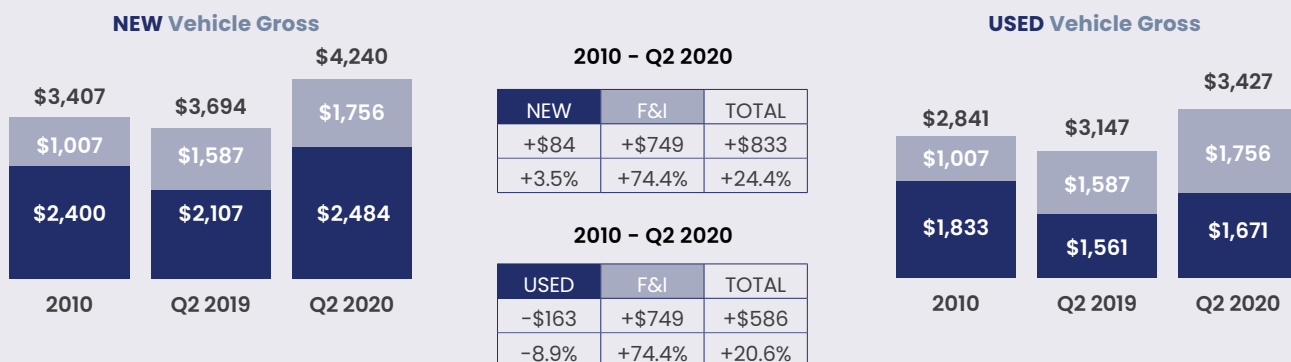 NEW Vehicle Gross
$3,407
$3,694
$4,240
$1,007
$1,587
$1,756
$2,400
$2,107
$2,484
2010
Q2 2019
Q2 2020
2010 - Q2 2020
NEW F&I TOTAL
+$84 +$749 +$833
+3.5% +74.4% +24.4%
2010 - Q2 2020
USED F&I TOTAL
-$163 +$749 +$586
-8.9% +74.4% +20.6%
USED Vehicle Gross
$2,841
$3,147
$3,427
$1,007
$1,587
$1,756
$1,833
$1,561
$1,671
2010
Q2 2019
Q2 2020